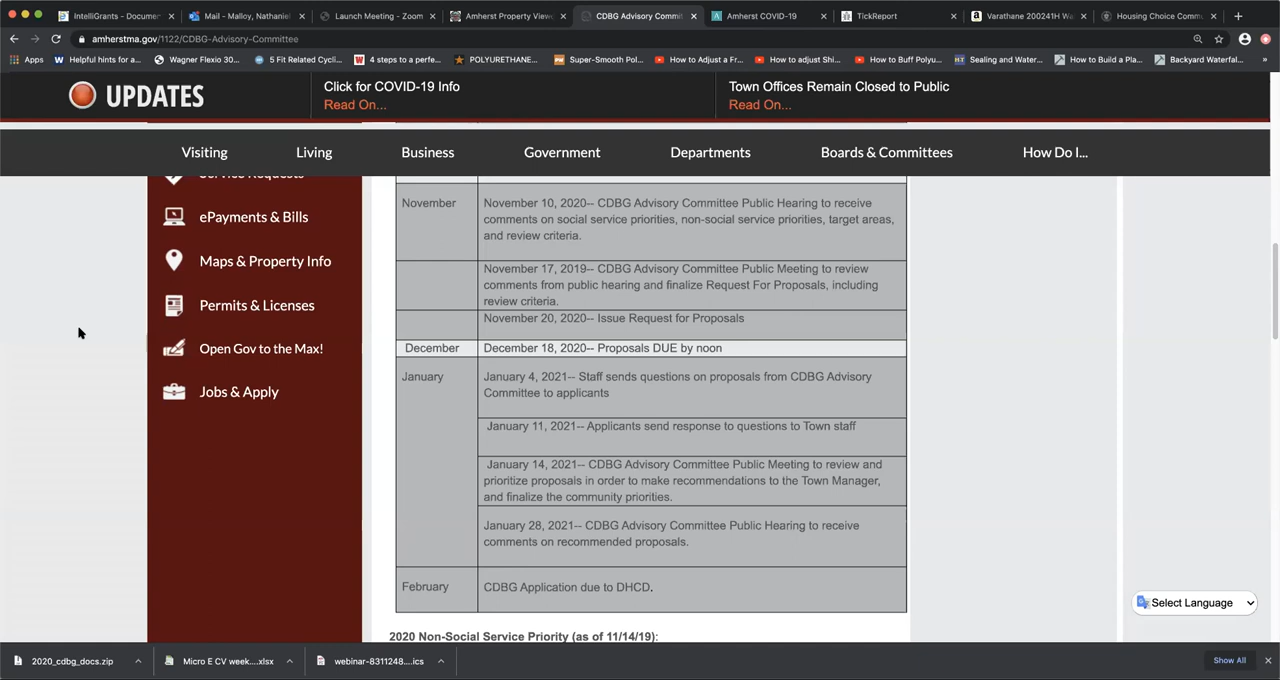 IntelliGrants - Documen
Mail - Malloy, Nathaniel
Launch Meeting - Zoom
Amherst Property View
CDBG Advisory Commit
Amherst COVID-19
TickReport
Varathane 200241H Wa
Housing Choice Comm
amherstma.gov/1122/CDBG-Advisory-Committee
Apps
Helpful hints for a...
Wagner Flexio 30...
5 Fit Related Cycli...
4 steps to a perfe...
POLYURETHANE...
Super-Smooth Pol...
How to Adjust a Fr...
How to adjust Shi...
How to Buff Polyu...
Sealing and Water...
How to Build a Pla...
Backyard Waterfal...
UPDATES
Click for COVID-19 Info
Read On...
Town Offices Remain Closed to Public
Read On...
Visiting
Living
Business
Government
Departments
Boards & Committees
How Do I...
Service Requests
ePayments & Bills
Maps & Property Info
Permits & Licenses
Open Gov to the Max!
Jobs & Apply
November
November 10, 2020-- CDBG Advisory Committee Public Hearing to receive
comments on social service priorities, non-social service priorities, target areas,
and review criteria.
November 17, 2019-- CDBG Advisory Committee Public Meeting to review
comments from public hearing and finalize Request For Proposals, including
review criteria.
November 20, 2020-- Issue Request for Proposals
December
December 18, 2020-- Proposals DUE by noon
January
January 4, 2021-- Staff sends questions on proposals from CDBG Advisory
Committee to applicants
January 11, 2021-- Applicants send response to questions to Town staff
January 14, 2021-- CDBG Advisory Committee Public Meeting to review and
prioritize proposals in order to make recommendations to the Town Manager,
and finalize the community priorities.
January 28, 2021-- CDBG Advisory Committee Public Hearing to receive
comments on recommended proposals.
February
CDBG Application due to DHCD.
2020 Non-Social Service Priority (as of 11/14/19):
Select Language
2020_cdbg_docs.zip
Micro E CV week....xlsx
webinar-8311248....ics
Show All